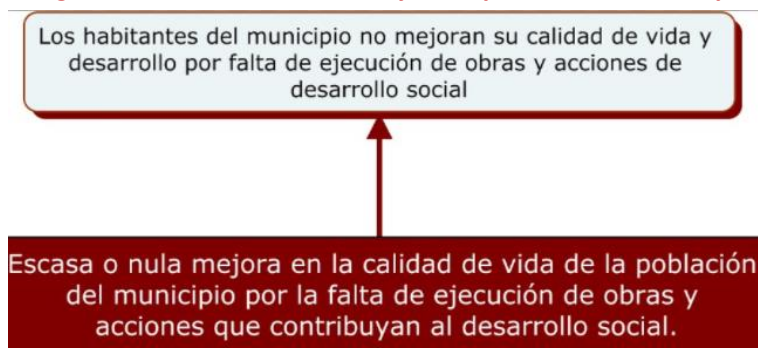 Los habitantes del municipio no mejoran su calidad de vida y
desarrollo por falta de ejecución de obras y acciones de
desarrollo social
Escasa o nula mejora en la calidad de vida de la población
del municipio por la falta de ejecución de obras y
acciones que contribuyan al desarrollo social.